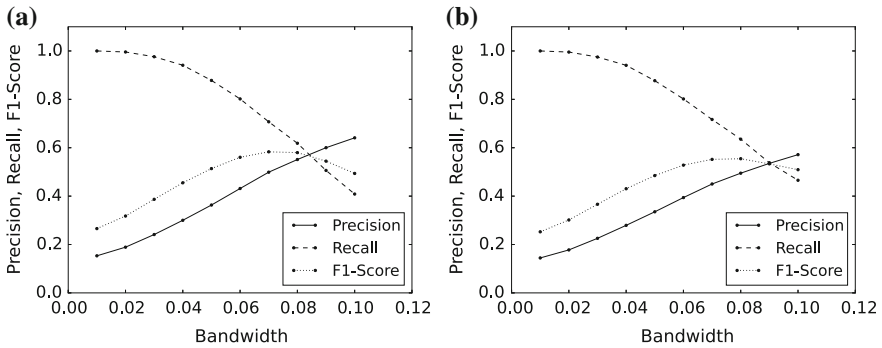 (a)
Precision, Recall, F1-Score
1.0
0.8
0.6
0.4
0.2
0.0
0.00 0.02 0.04 0.06 0.08 0.10 0.12
Bandwidth
Precision
Recall
F1-Score
(b)
Precision, Recall, F1-Score
1.0
0.8
0.6
0.4
0.2
0.0
0.00 0.02 0.04 0.06 0.08 0.10 0.12
Bandwidth
Precision
Recall
F1-Score